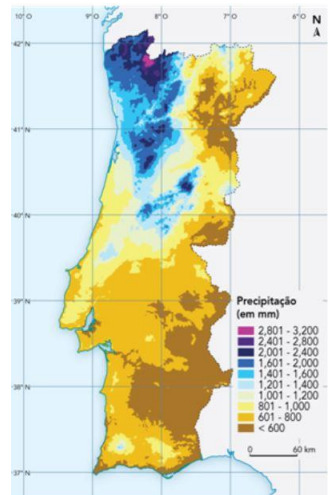 10° O 9° O 8° O 7° O 6° O
N
42° N
41° N
40° N
39° N
38° N
37° N
Precipitação
(em mm)
2,801 - 3,200
2,401 - 2,800
2,001 - 2,400
1,601 - 2,000
1,401 - 1,600
1,201 - 1,400
1,001 - 1,200
801 - 1,000
601 - 800
< 600
0 60 km